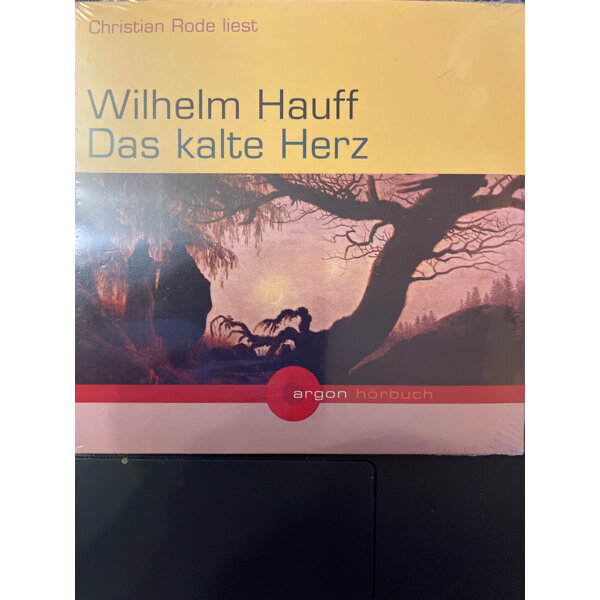 Christian Rode liest
Wilhelm Hauff
Das kalte Herz
argon hörbuch